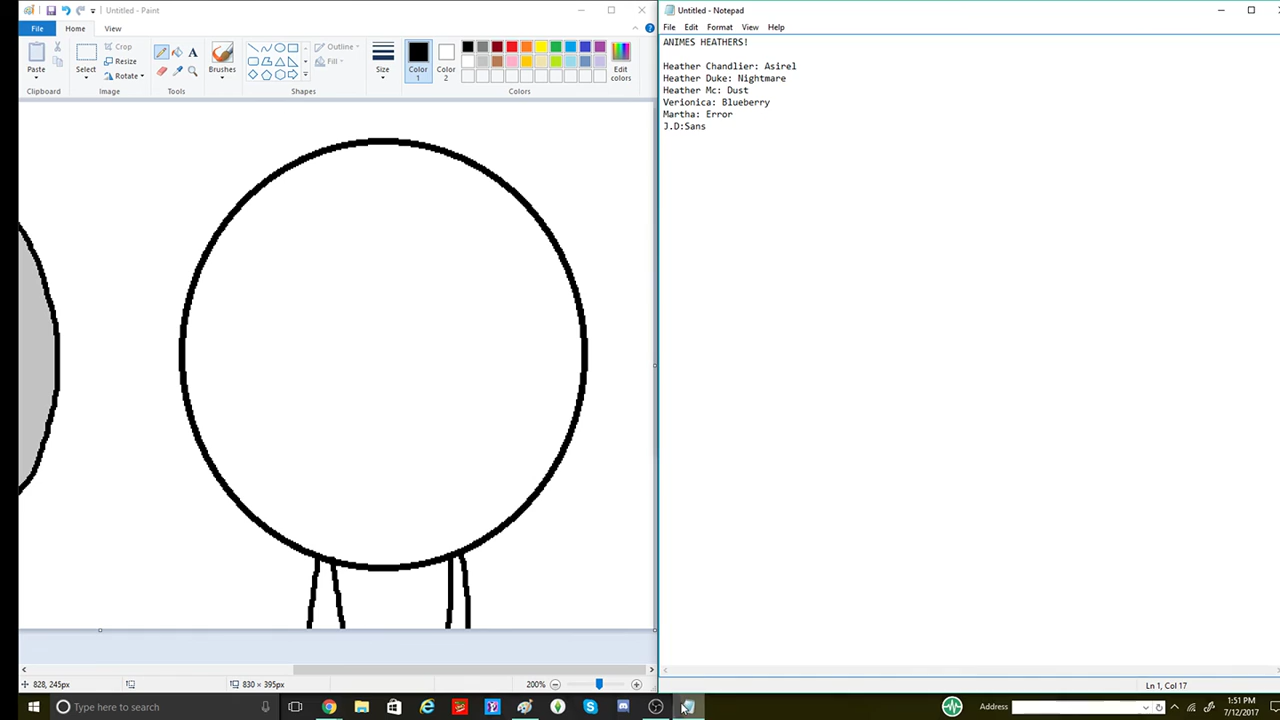 Untitled - Paint
File Home View
Paste
Crop
Select
Resize
Rotate
Brushes
Outline
Fill
Size
Color 1
Color 2
Edit colors
Clipboard Image Tools Shapes Colors
828, 245px
830 × 395px
200%
Untitled - Notepad
File Edit Format View Help
ANIMES HEATHERS!
Heather Chandlier: Asirel
Heather Duke: Nightmare
Heather Mc: Dust
Verionica: Blueberry
Martha: Error
J.D:Sans
Ln 1, Col 17
Type here to search
Address
1:51 PM
7/12/2017